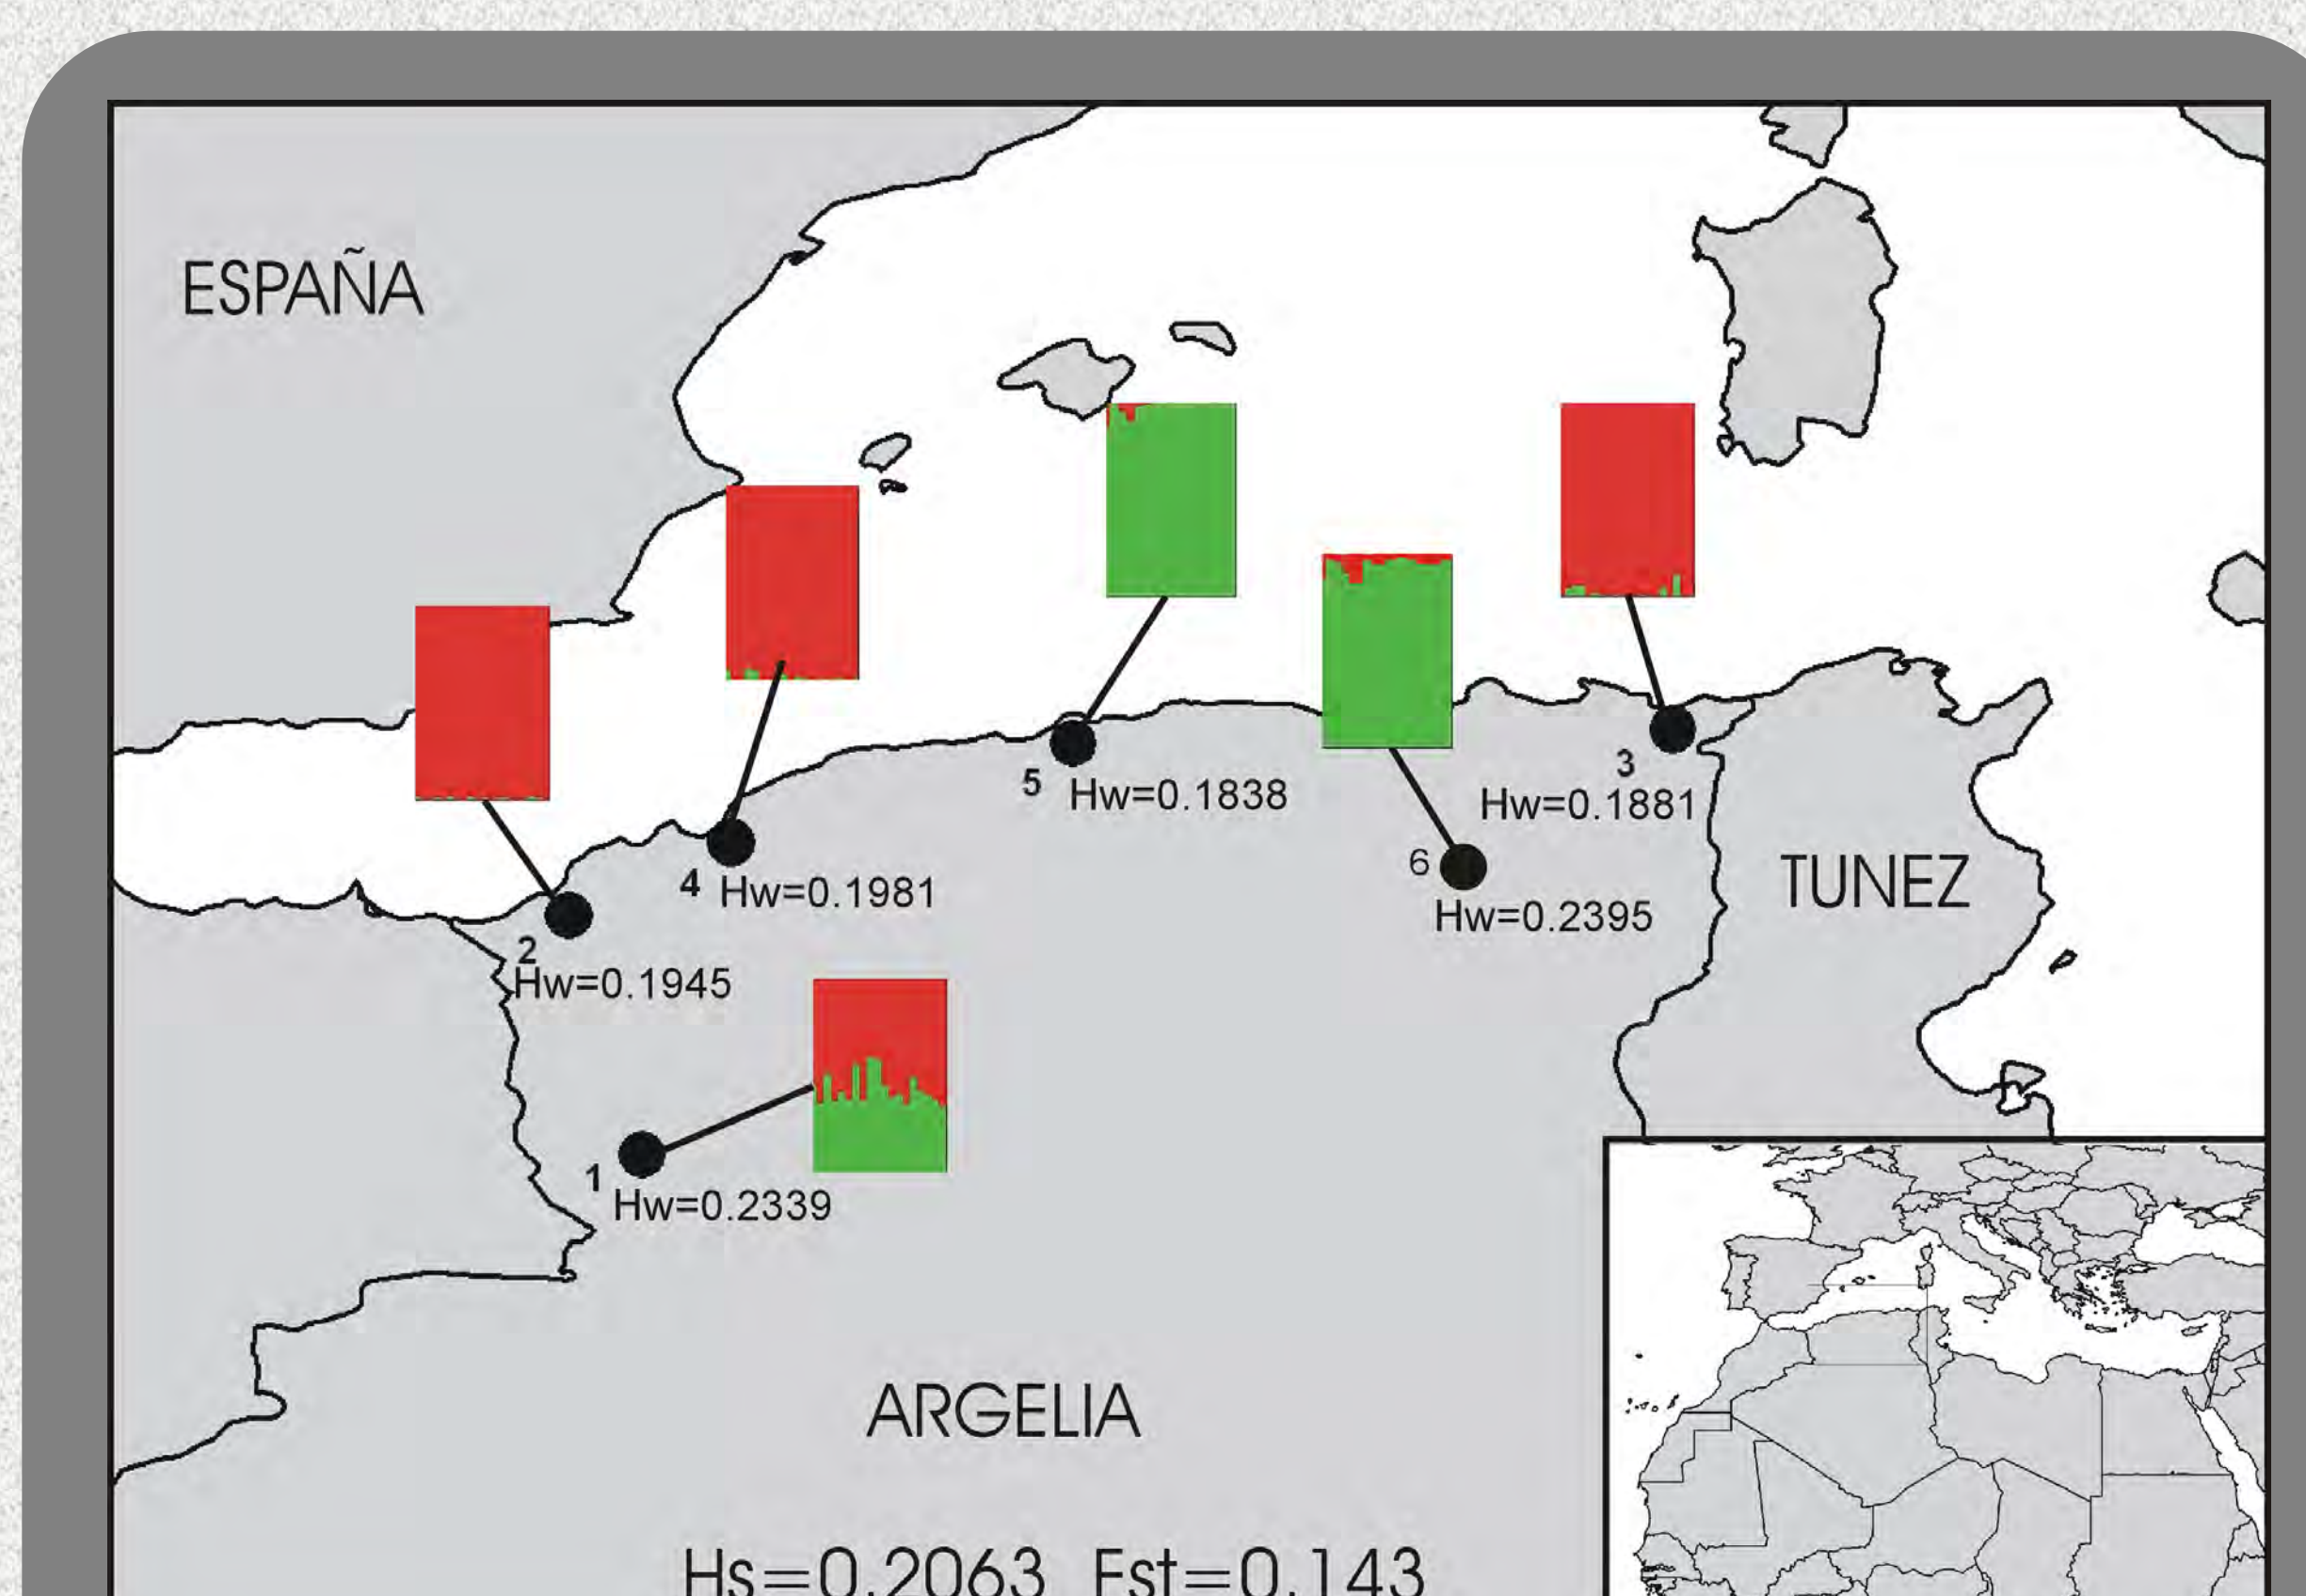 ESPAÑA
5 Hw=0.1838
3
Hw=0.1881
TUNEZ
4 Hw=0.1981
6
Hw=0.2395
2
Hw=0.1945
1
Hw=0.2339
ARGELIA
Hs=0.2063 Fst=0.143